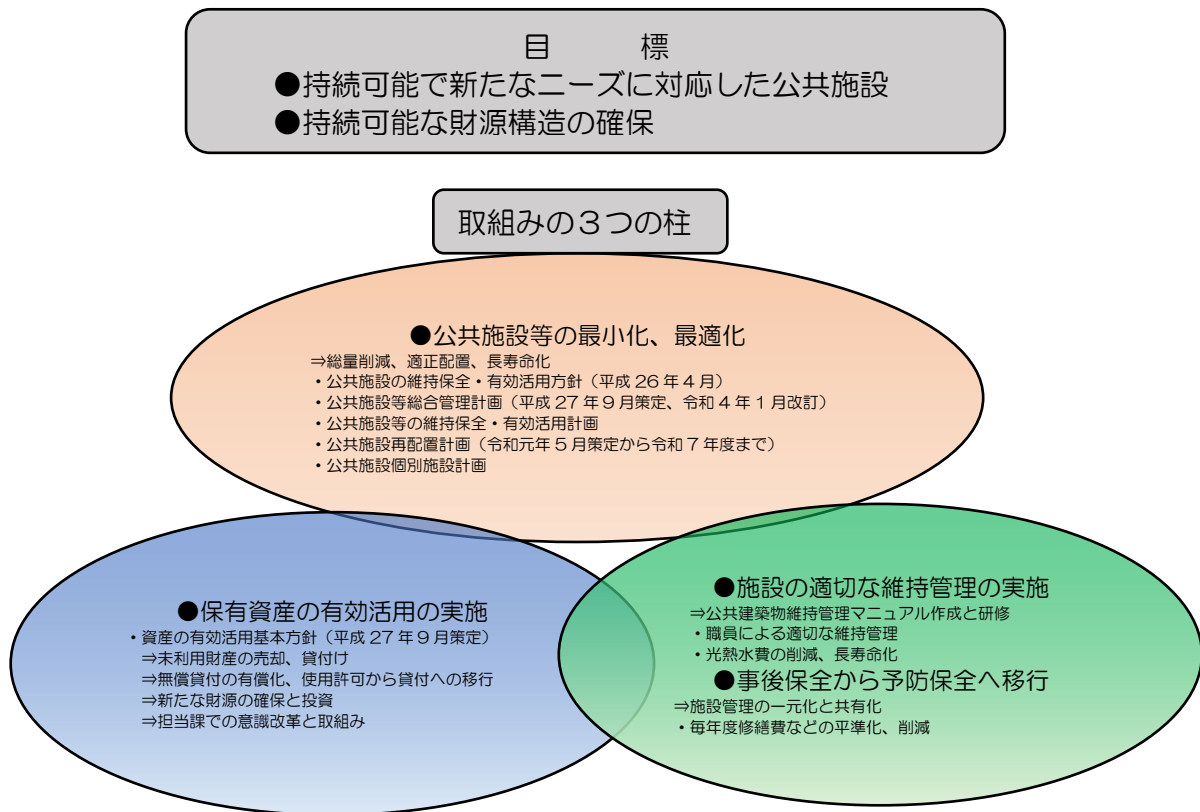 目　　標
●持続可能で新たなニーズに対応した公共施設
●持続可能な財源構造の確保
取組みの３つの柱
●公共施設等の最小化、最適化
⇒総量削減、適正配置、長寿命化
・公共施設の維持保全・有効活用方針（平成 26 年 4 月）
・公共施設等総合管理計画（平成 27 年 9 月策定、令和 4 年 1 月改訂）
・公共施設等の維持保全・有効活用計画
・公共施設再配置計画（令和元年 5 月策定から令和 7 年度まで）
・公共施設個別施設計画
●保有資産の有効活用の実施
・資産の有効活用基本方針（平成 27 年 9 月策定）
⇒未利用財産の売却、貸付け
⇒無償貸付の有償化、使用許可から貸付への移行
⇒新たな財源の確保と投資
⇒担当課での意識改革と取組み
●施設の適切な維持管理の実施
⇒公共建築物維持管理マニュアル作成と研修
・職員による適切な維持管理
・光熱水費の削減、長寿命化
●事後保全から予防保全へ移行
⇒施設管理の一元化と共有化
・毎年度修繕費などの平準化、削減